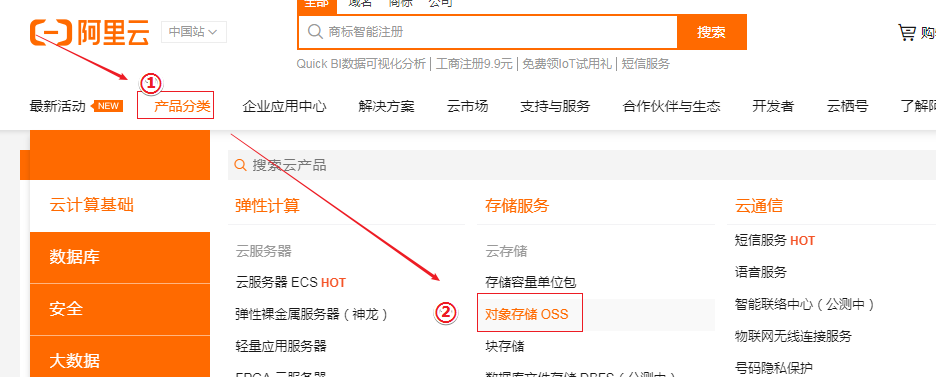 全部 域名 商标 公司
阿里云 中国站 商标智能注册 搜索 购
Quick BI数据可视化分析 | 工商注册9.9元 | 免费领IoT试用礼 | 短信服务
①
最新活动 NEW 产品分类 企业应用中心 解决方案 云市场 支持与服务 合作伙伴与生态 开发者 云栖号 了解阿
搜索云产品
云计算基础 弹性计算 存储服务 云通信
云服务器 云存储 短信服务 HOT
数据库 云服务器 ECS HOT 存储容量单位包 语音服务
安全 弹性裸金属服务器（神龙） ② 对象存储 OSS 智能联络中心（公测中）
轻量应用服务器 块存储 物联网无线连接服务
大数据 FPGA 云服务器 数据库文件存储 DBFS（公测中） 号码隐私保护